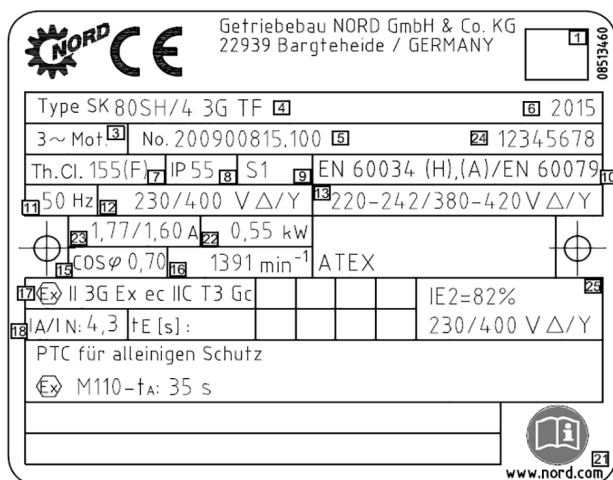 NORD CE Getriebebau NORD GmbH & Co. KG 1
22939 Bargteheide / GERMANY
08513460
Type SK 80SH/4 3G TF 4 6 2015
3~ Mot. 3 No. 200900815.100 5 24 12345678
Th.Cl. 155(F) 7 IP 55 8 S1 9 EN 60034 (H),(A)/EN 60079 10
11 50 Hz 12 230/400 V Δ/Y 13 220-242/380-420V Δ/Y
23 1,77/1,60 A 22 0,55 kW
15 COSφ 0,70 16 1391 min⁻¹ ATEX
17 Ex II 3G Ex ec IIC T3 Gc IE2=82% 25
18 IA/IN: 4,3 tE [s] : 230/400 V Δ/Y
PTC für alleinigen Schutz
Ex M110-tA: 35 s
i
21
www.nord.com